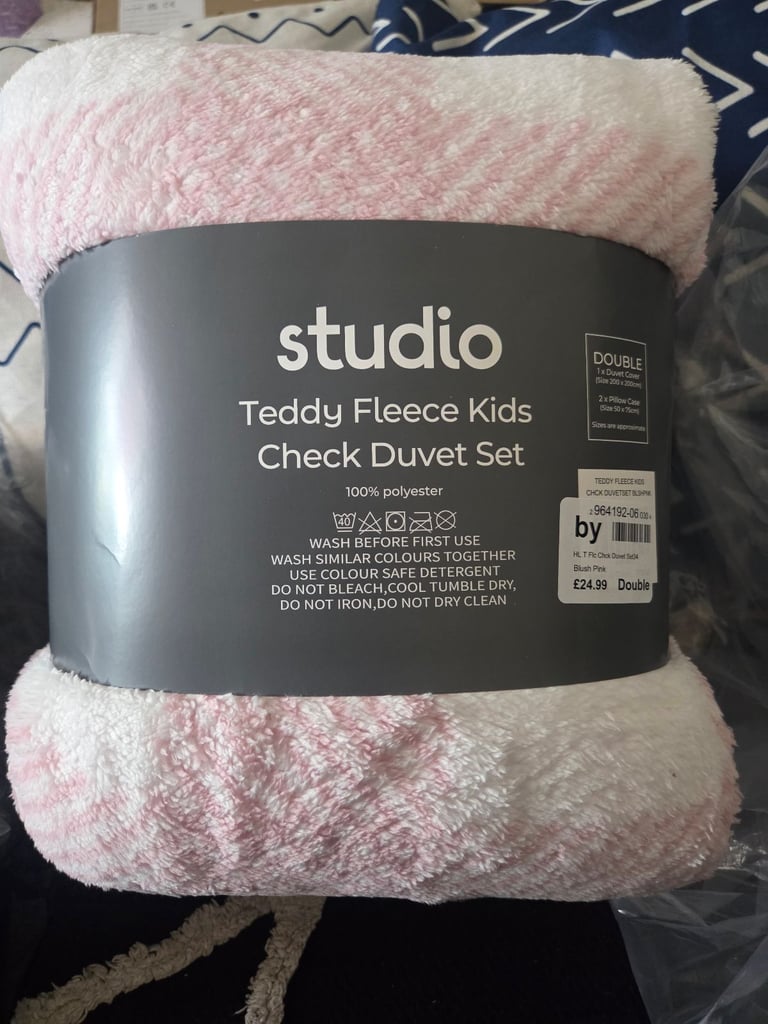 studio
Teddy Fleece Kids
Check Duvet Set
100% polyester
40
WASH BEFORE FIRST USE
WASH SIMILAR COLOURS TOGETHER
USE COLOUR SAFE DETERGENT
DO NOT BLEACH,COOL TUMBLE DRY,
DO NOT IRON,DO NOT DRY CLEAN
DOUBLE
1 x Duvet Cover
(Size 200 x 200cm)
2 x Pillow Case
(Size 50 x 75cm)
Sizes are approximate
TEDDY FLEECE KIDS
CHCK DUVETSET BLSHPNK
964192-06
by
HL T Flc Chck Duvet Set
Blush Pink
£24.99 Double